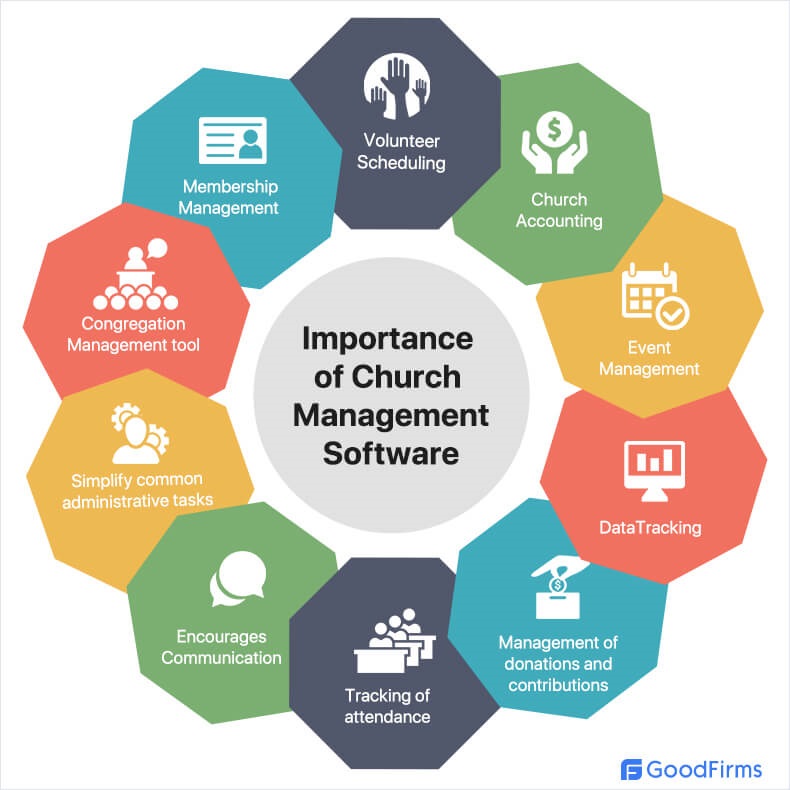 Volunteer
Scheduling
Church
Accounting
Event
Management
DataTracking
Management of
donations and
contributions
Tracking of
attendance
Encourages
Communication
Simplify common
administrative tasks
Congregation
Management tool
Membership
Management
Importance
of Church
Management
Software
$
$
GoodFirms